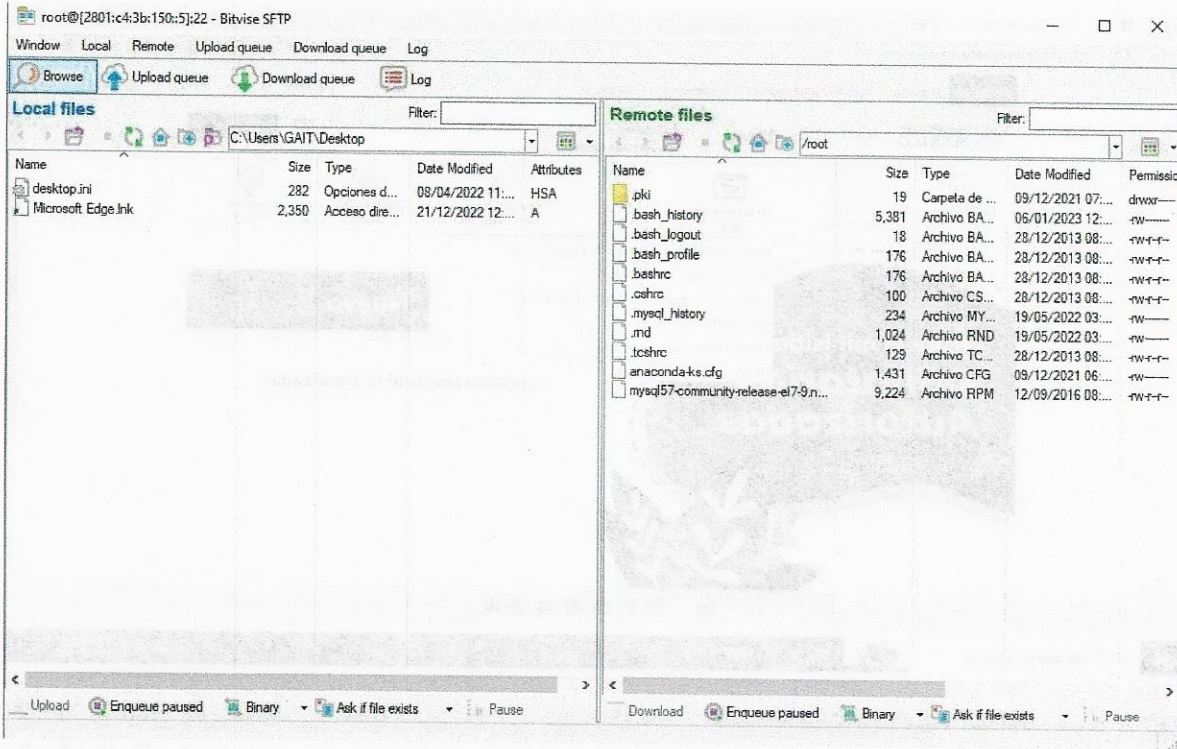 root@[2801:c4:3b:150::5]:22 - Bitvise SFTP
Window Local Remote Upload queue Download queue Log
Browse Upload queue Download queue Log
Local files Filter:
C:\Users\GAIT\Desktop
Name Size Type Date Modified Attributes
desktop.ini 282 Opciones d... 08/04/2022 11:... HSA
Microsoft Edge.lnk 2,350 Acceso dire... 21/12/2022 12:... A
Upload Enqueue paused Binary Ask if file exists Pause
Remote files Filter:
/root
Name Size Type Date Modified Permissic
.pki 19 Carpeta de ... 09/12/2021 07:... drwxr-----
.bash_history 5,381 Archivo BA... 06/01/2023 12:... -rw-------
.bash_logout 18 Archivo BA... 28/12/2013 08:... -rw-r--r--
.bash_profile 176 Archivo BA... 28/12/2013 08:... -rw-r--r--
.bashrc 176 Archivo BA... 28/12/2013 08:... -rw-r--r--
.cshrc 100 Archivo CS... 28/12/2013 08:... -rw-r--r--
.mysql_history 234 Archivo MY... 19/05/2022 03:... -rw-------
.rnd 1,024 Archivo RND 19/05/2022 03:... -rw-------
.tcshrc 129 Archivo TC... 28/12/2013 08:... -rw-r--r--
anaconda-ks.cfg 1,431 Archivo CFG 09/12/2021 06:... -rw-------
mysql57-community-release-el7-9.n... 9,224 Archivo RPM 12/09/2016 08:... -rw-r--r--
Download Enqueue paused Binary Ask if file exists Pause